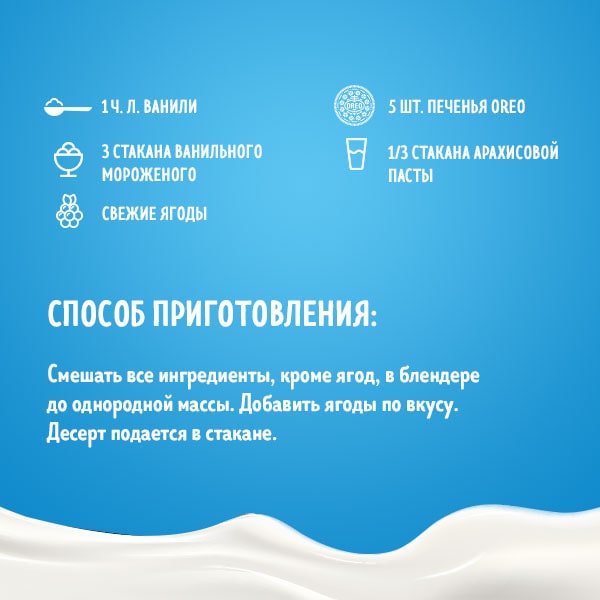 1 Ч. Л. ВАНИЛИ
5 ШТ. ПЕЧЕНЬЯ OREO
OREO
3 СТАКАНА ВАНИЛЬНОГО
МОРОЖЕНОГО
1/3 СТАКАНА АРАХИСОВОЙ
ПАСТЫ
СВЕЖИЕ ЯГОДЫ
СПОСОБ ПРИГОТОВЛЕНИЯ:
Смешать все ингредиенты, кроме ягод, в блендере
до однородной массы. Добавить ягоды по вкусу.
Десерт подается в стакане.